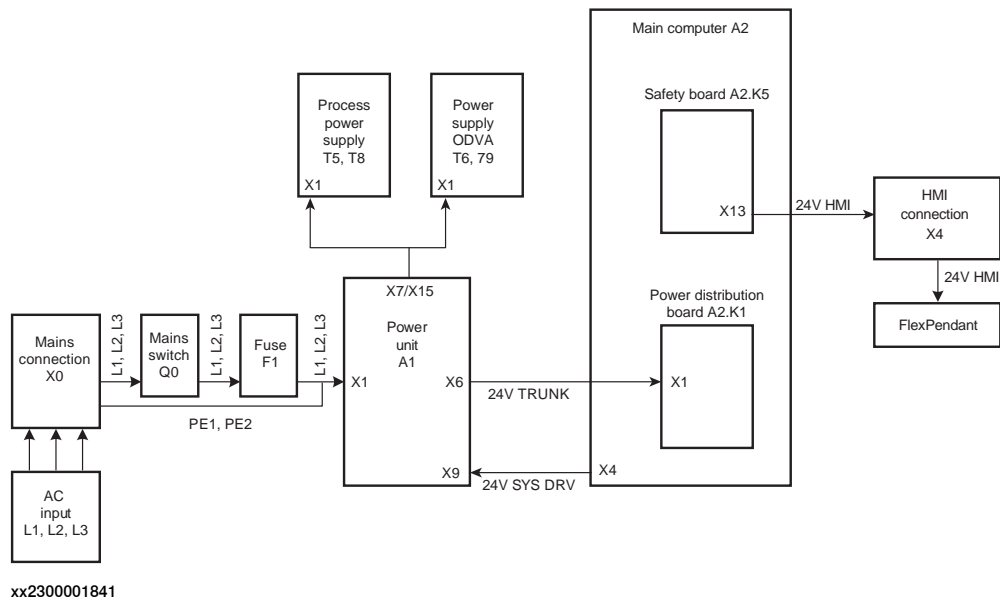 Main computer A2
Safety board A2.K5
X13
Process
power
supply
T5, T8
X1
Power
supply
ODVA
T6, 79
X1
24V HMI
HMI
connection
X4
24V HMI
FlexPendant
Power distribution
board A2.K1
X1
X4
X7/X15
Power
unit
A1
X1
X6
X9
24V TRUNK
24V SYS DRV
Mains
connection
X0
L1, L2, L3
Mains
switch
Q0
L1, L2, L3
Fuse
F1
L1, L2, L3
PE1, PE2
AC
input
L1, L2, L3
xx2300001841